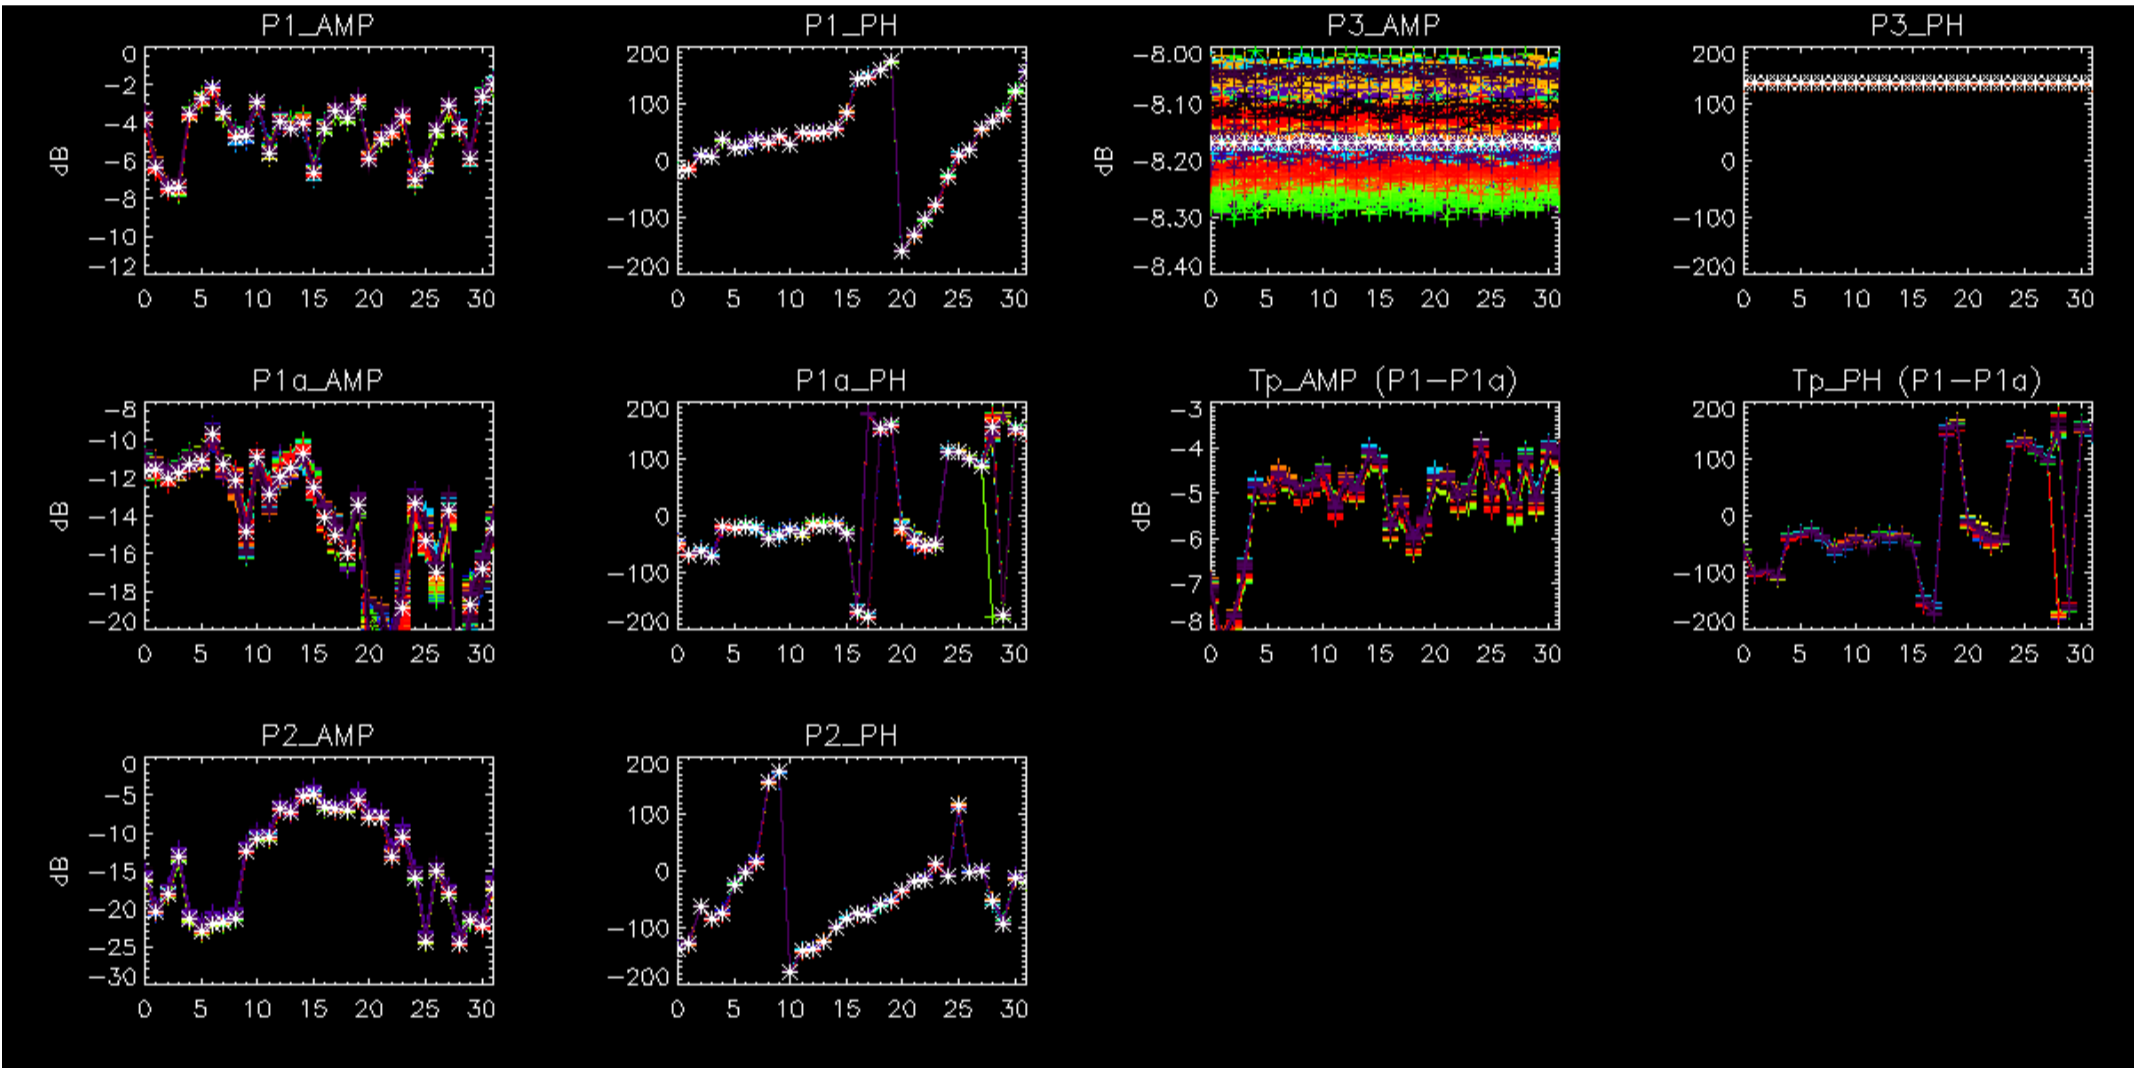 P1_AMP
P1_PH
P3_AMP
P3_PH
0
-2
-4
-6
-8
-10
-12
dB
0 5 10 15 20 25 30
200
100
0
-100
-200
0 5 10 15 20 25 30
-8.00
-8.10
-8.20
-8.30
-8.40
dB
0 5 10 15 20 25 30
200
100
0
-100
-200
0 5 10 15 20 25 30
P1a_AMP
P1a_PH
Tp_AMP (P1-P1a)
Tp_PH (P1-P1a)
-8
-10
-12
-14
-16
-18
-20
dB
0 5 10 15 20 25 30
200
100
0
-100
-200
0 5 10 15 20 25 30
-3
-4
-5
-6
-7
-8
dB
0 5 10 15 20 25 30
200
100
0
-100
-200
0 5 10 15 20 25 30
P2_AMP
P2_PH
0
-5
-10
-15
-20
-25
-30
dB
0 5 10 15 20 25 30
200
100
0
-100
-200
0 5 10 15 20 25 30